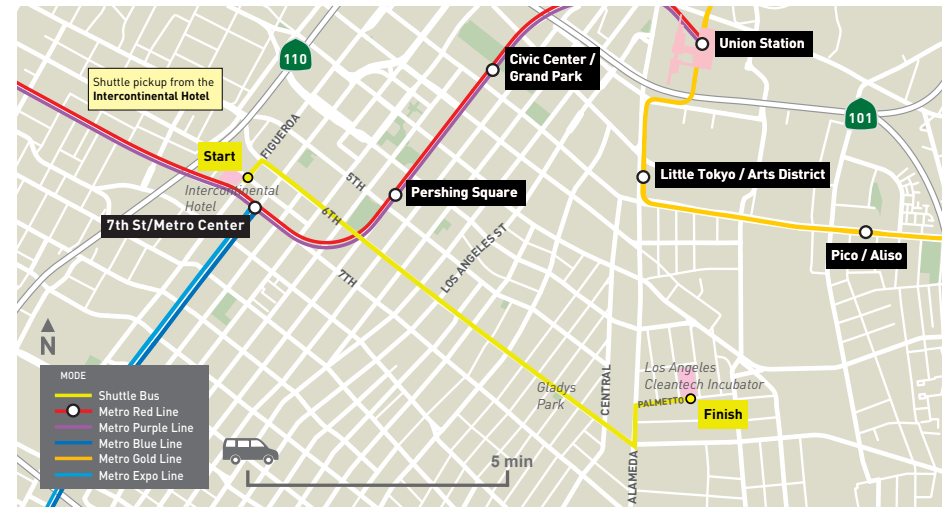 110
Shuttle pickup from the
Intercontinental Hotel
Civic Center /
Grand Park
Union Station
101
FIGUEROA
Start
5TH
Intercontinental
Hotel
Pershing Square
Little Tokyo / Arts District
6TH
7th St/Metro Center
LOS ANGELES ST
Pico / Aliso
7TH
N
MODE
Shuttle Bus
Metro Red Line
Metro Purple Line
Metro Blue Line
Metro Gold Line
Metro Expo Line
Gladys
Park
CENTRAL
Los Angeles
Cleantech Incubator
PALMETTO
Finish
5 min
ALAMEDA